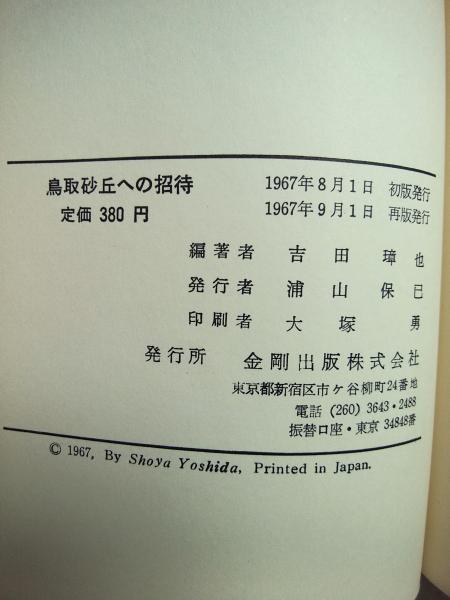 鳥取砂丘への招待
定価 380 円
1967年8月1日 初版発行
1967年9月1日 再版発行
編著者 吉田璋也
発行者 浦山保巳
印刷者 大塚勇
発行所 金剛出版株式会社
東京都新宿区市ケ谷柳町24番地
電話 (260) 3643・2488
振替口座・東京 34848番
© 1967, By Shoya Yoshida, Printed in Japan.